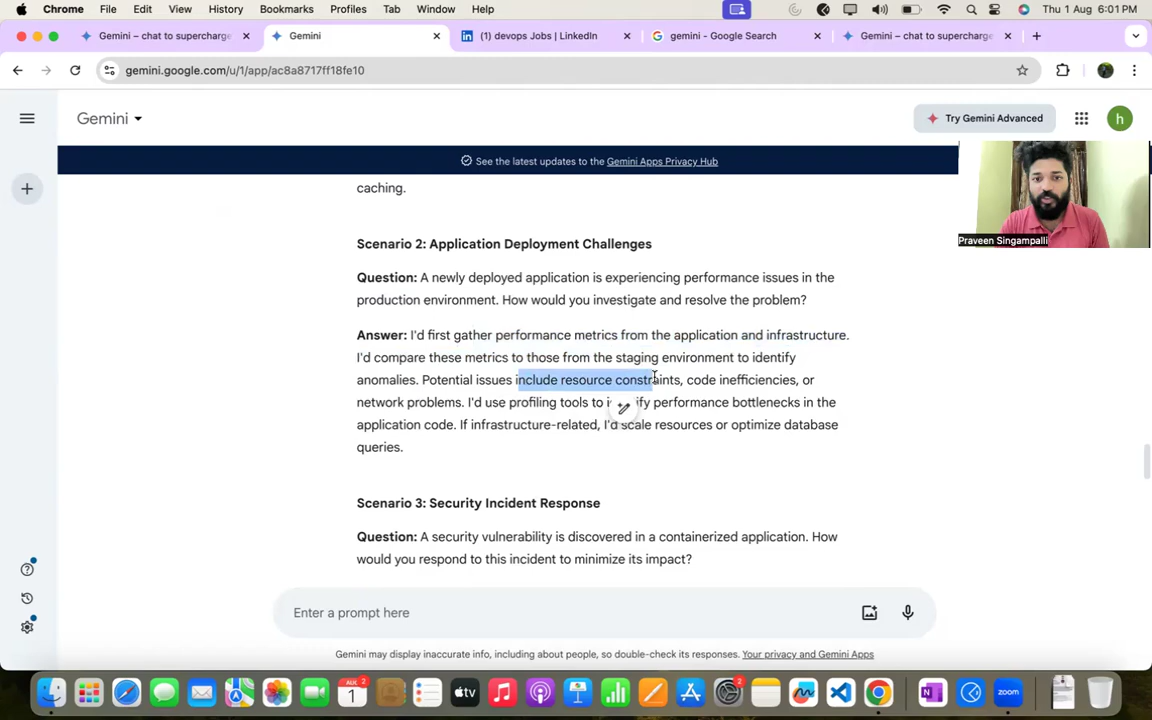 Chrome File Edit View History Bookmarks Profiles Tab Window Help Thu 1 Aug 6:01 PM
Gemini – chat to supercharge Gemini (1) devops Jobs | LinkedIn gemini - Google Search Gemini – chat to supercharge
gemini.google.com/u/1/app/ac8a8717ff18fe10
Gemini
Try Gemini Advanced
h
See the latest updates to the Gemini Apps Privacy Hub
caching.
Praveen Singampalli
Scenario 2: Application Deployment Challenges
Question: A newly deployed application is experiencing performance issues in the
production environment. How would you investigate and resolve the problem?
Answer: I'd first gather performance metrics from the application and infrastructure.
I'd compare these metrics to those from the staging environment to identify
anomalies. Potential issues include resource constraints, code inefficiencies, or
network problems. I'd use profiling tools to identify performance bottlenecks in the
application code. If infrastructure-related, I'd scale resources or optimize database
queries.
Scenario 3: Security Incident Response
Question: A security vulnerability is discovered in a containerized application. How
would you respond to this incident to minimize its impact?
Enter a prompt here
Gemini may display inaccurate info, including about people, so double-check its responses. Your privacy and Gemini Apps
AUG 2
1
tv
2
zoom